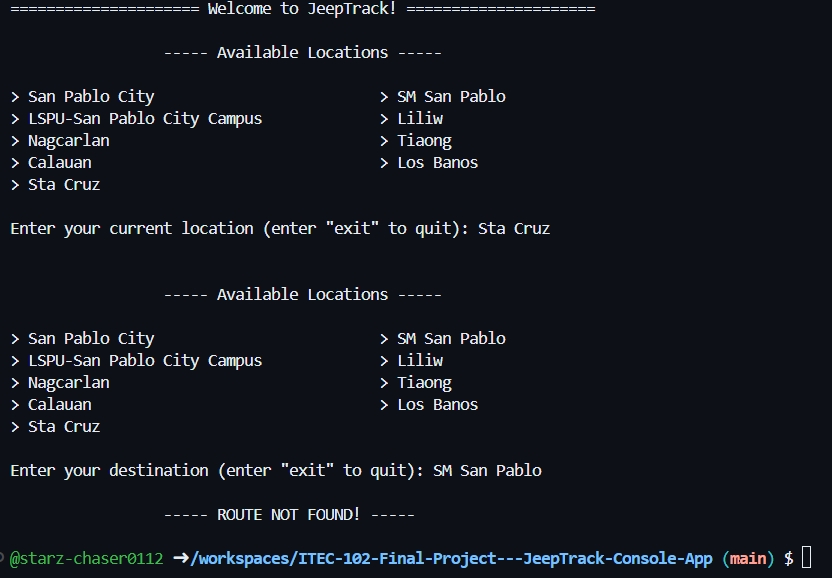 ===================== Welcome to JeepTrack! =====================
----- Available Locations -----
> San Pablo City > SM San Pablo
> LSPU-San Pablo City Campus > Liliw
> Nagcarlan > Tiaong
> Calauan > Los Banos
> Sta Cruz
Enter your current location (enter "exit" to quit): Sta Cruz
----- Available Locations -----
> San Pablo City > SM San Pablo
> LSPU-San Pablo City Campus > Liliw
> Nagcarlan > Tiaong
> Calauan > Los Banos
> Sta Cruz
Enter your destination (enter "exit" to quit): SM San Pablo
----- ROUTE NOT FOUND! -----
@starz-chaser0112 ➜/workspaces/ITEC-102-Final-Project---JeepTrack-Console-App (main) $